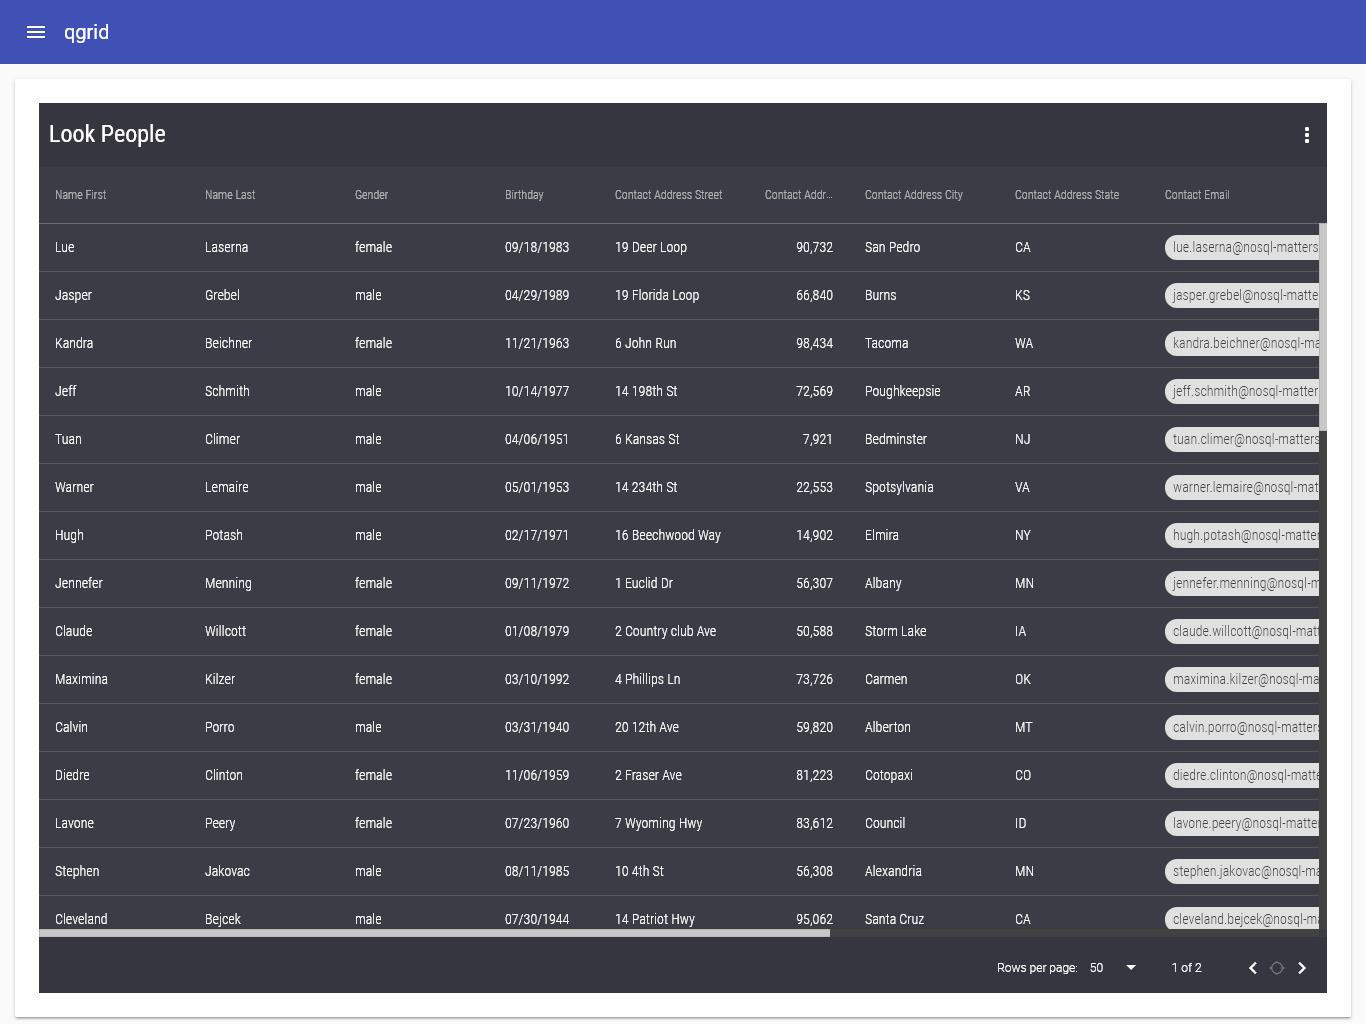 qgrid
Look People
Name First Name Last Gender Birthday Contact Address Street Contact Addr... Contact Address City Contact Address State Contact Email
Lue Laserna female 09/18/1983 19 Deer Loop 90,732 San Pedro CA lue.laserna@nosql-matters
Jasper Grebel male 04/29/1989 19 Florida Loop 66,840 Burns KS jasper.grebel@nosql-matte
Kandra Beichner female 11/21/1963 6 John Run 98,434 Tacoma WA kandra.beichner@nosql-ma
Jeff Schmith male 10/14/1977 14 198th St 72,569 Poughkeepsie AR jeff.schmith@nosql-matter
Tuan Climer male 04/06/1951 6 Kansas St 7,921 Bedminster NJ tuan.climer@nosql-matters
Warner Lemaire male 05/01/1953 14 234th St 22,553 Spotsylvania VA warner.lemaire@nosql-mat
Hugh Potash male 02/17/1971 16 Beechwood Way 14,902 Elmira NY hugh.potash@nosql-matter
Jennefer Menning female 09/11/1972 1 Euclid Dr 56,307 Albany MN jennefer.menning@nosql-m
Claude Willcott female 01/08/1979 2 Country club Ave 50,588 Storm Lake IA claude.willcott@nosql-matt
Maximina Kilzer female 03/10/1992 4 Phillips Ln 73,726 Carmen OK maximina.kilzer@nosql-ma
Calvin Porro male 03/31/1940 20 12th Ave 59,820 Alberton MT calvin.porro@nosql-matters
Diedre Clinton female 11/06/1959 2 Fraser Ave 81,223 Cotopaxi CO diedre.clinton@nosql-matte
Lavone Peery female 07/23/1960 7 Wyoming Hwy 83,612 Council ID lavone.peery@nosql-matter
Stephen Jakovac male 08/11/1985 10 4th St 56,308 Alexandria MN stephen.jakovac@nosql-ma
Cleveland Bejcek male 07/30/1944 14 Patriot Hwy 95,062 Santa Cruz CA cleveland.bejcek@nosql-m
Rows per page: 50 1 of 2